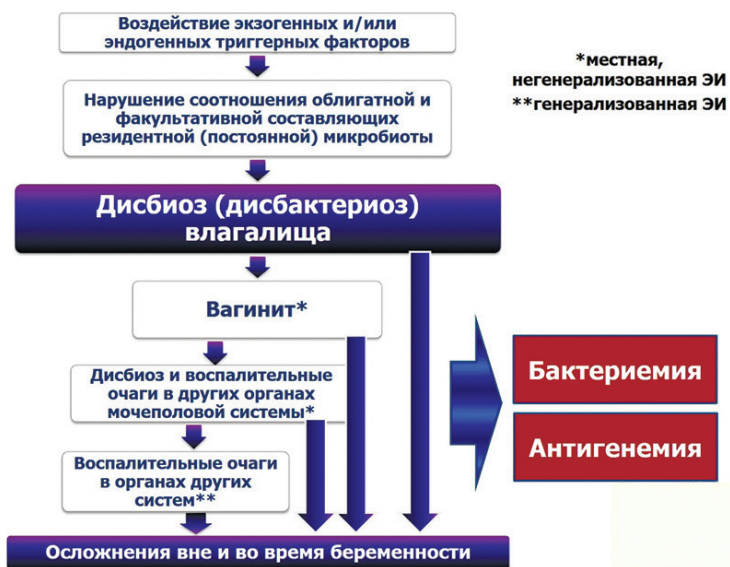 Воздействие экзогенных и/или
эндогенных триггерных факторов
*местная,
негенерализованная ЭИ
**генерализованная ЭИ
Нарушение соотношения облигатной и
факультативной составляющих
резидентной (постоянной) микробиоты
Дисбиоз (дисбактериоз)
влагалища
Вагинит*
Дисбиоз и воспалительные
очаги в других органах
мочеполовой системы*
Воспалительные очаги
в органах других
систем**
Бактериемия
Антигенемия
Осложнения вне и во время беременности